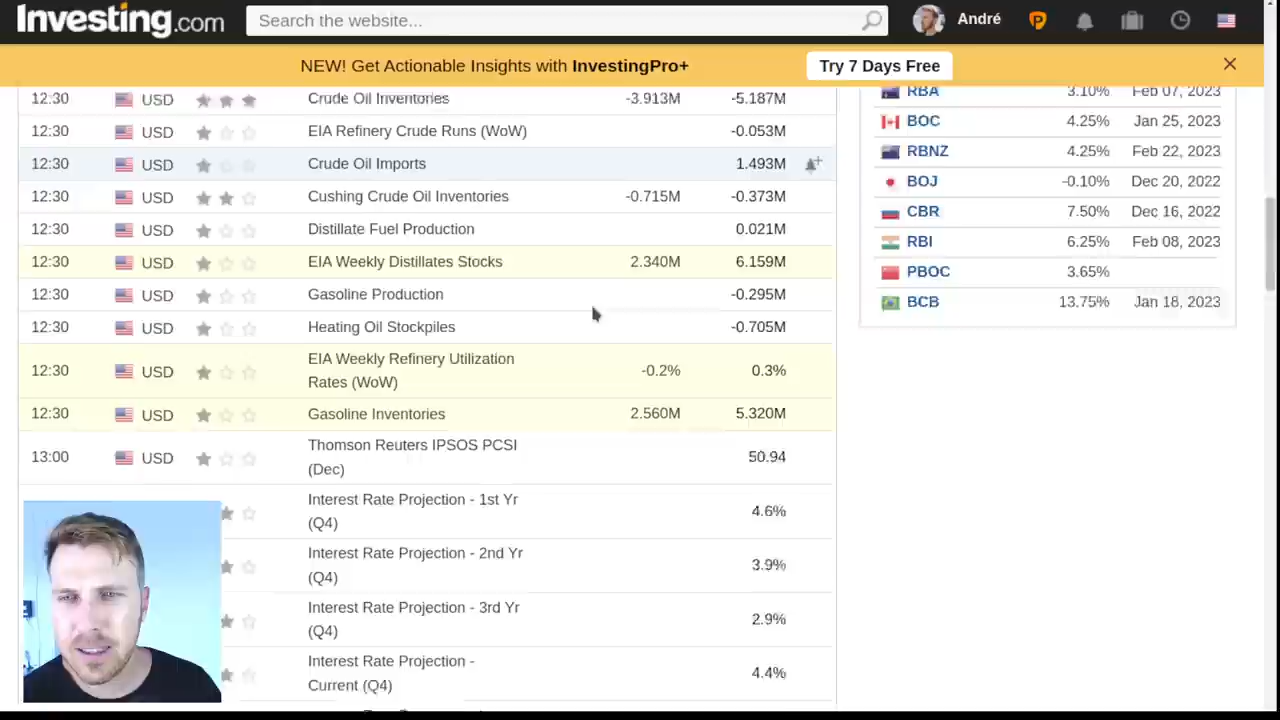 Investing.com Search the website... André
NEW! Get Actionable Insights with InvestingPro+ Try 7 Days Free
12:30 USD Crude Oil Inventories -3.913M -5.187M
12:30 USD EIA Refinery Crude Runs (WoW) -0.053M
12:30 USD Crude Oil Imports 1.493M
12:30 USD Cushing Crude Oil Inventories -0.715M -0.373M
12:30 USD Distillate Fuel Production 0.021M
12:30 USD EIA Weekly Distillates Stocks 2.340M 6.159M
12:30 USD Gasoline Production -0.295M
12:30 USD Heating Oil Stockpiles -0.705M
EIA Weekly Refinery Utilization
12:30 USD Rates (WoW) -0.2% 0.3%
12:30 USD Gasoline Inventories 2.560M 5.320M
Thomson Reuters IPSOS PCSI
13:00 USD (Dec) 50.94
Interest Rate Projection - 1st Yr
(Q4) 4.6%
Interest Rate Projection - 2nd Yr
(Q4) 3.9%
Interest Rate Projection - 3rd Yr
(Q4) 2.9%
Interest Rate Projection -
Current (Q4) 4.4%
RBA 3.10% Feb 07, 2023
BOC 4.25% Jan 25, 2023
RBNZ 4.25% Feb 22, 2023
BOJ -0.10% Dec 20, 2022
CBR 7.50% Dec 16, 2022
RBI 6.25% Feb 08, 2023
PBOC 3.65%
BCB 13.75% Jan 18, 2023